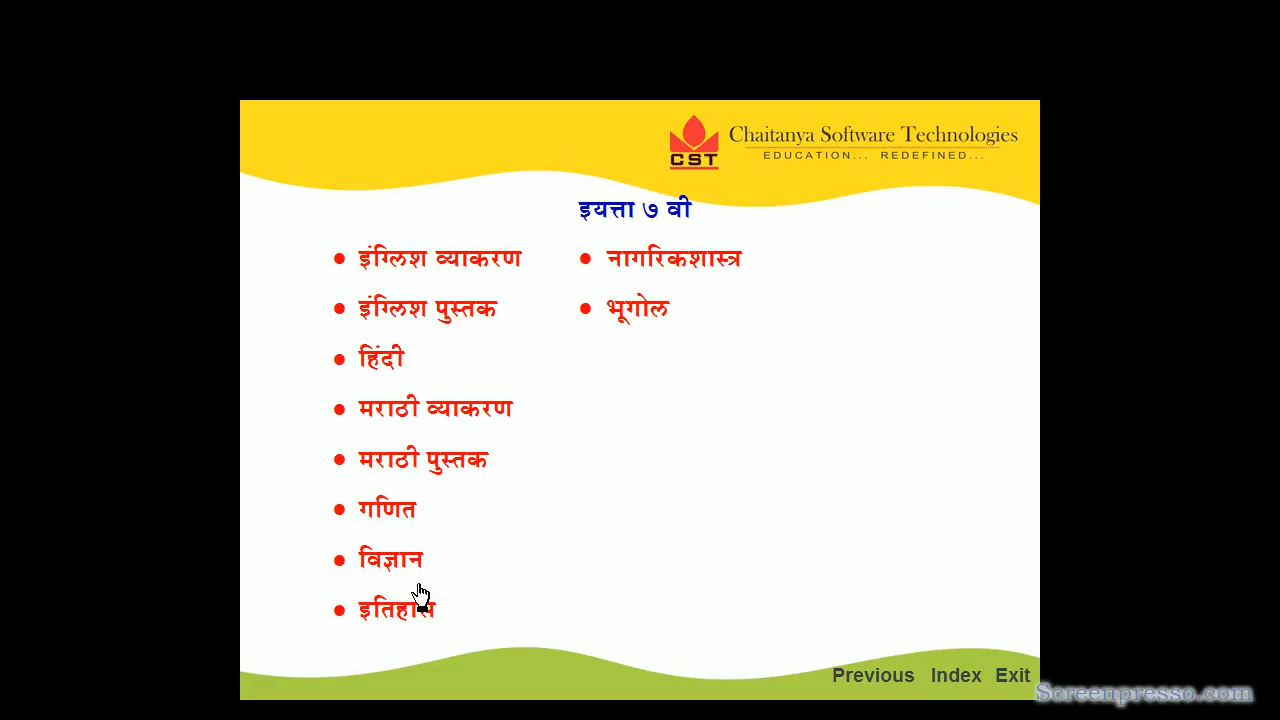 CST
Chaitanya Software Technologies
EDUCATION... REDEFINED...
इयत्ता ७ वी
• इंग्लिश व्याकरण
• इंग्लिश पुस्तक
• हिंदी
• मराठी व्याकरण
• मराठी पुस्तक
• गणित
• विज्ञान
• इतिहास
• नागरिकशास्त्र
• भूगोल
Previous Index Exit
Screenpresso.com